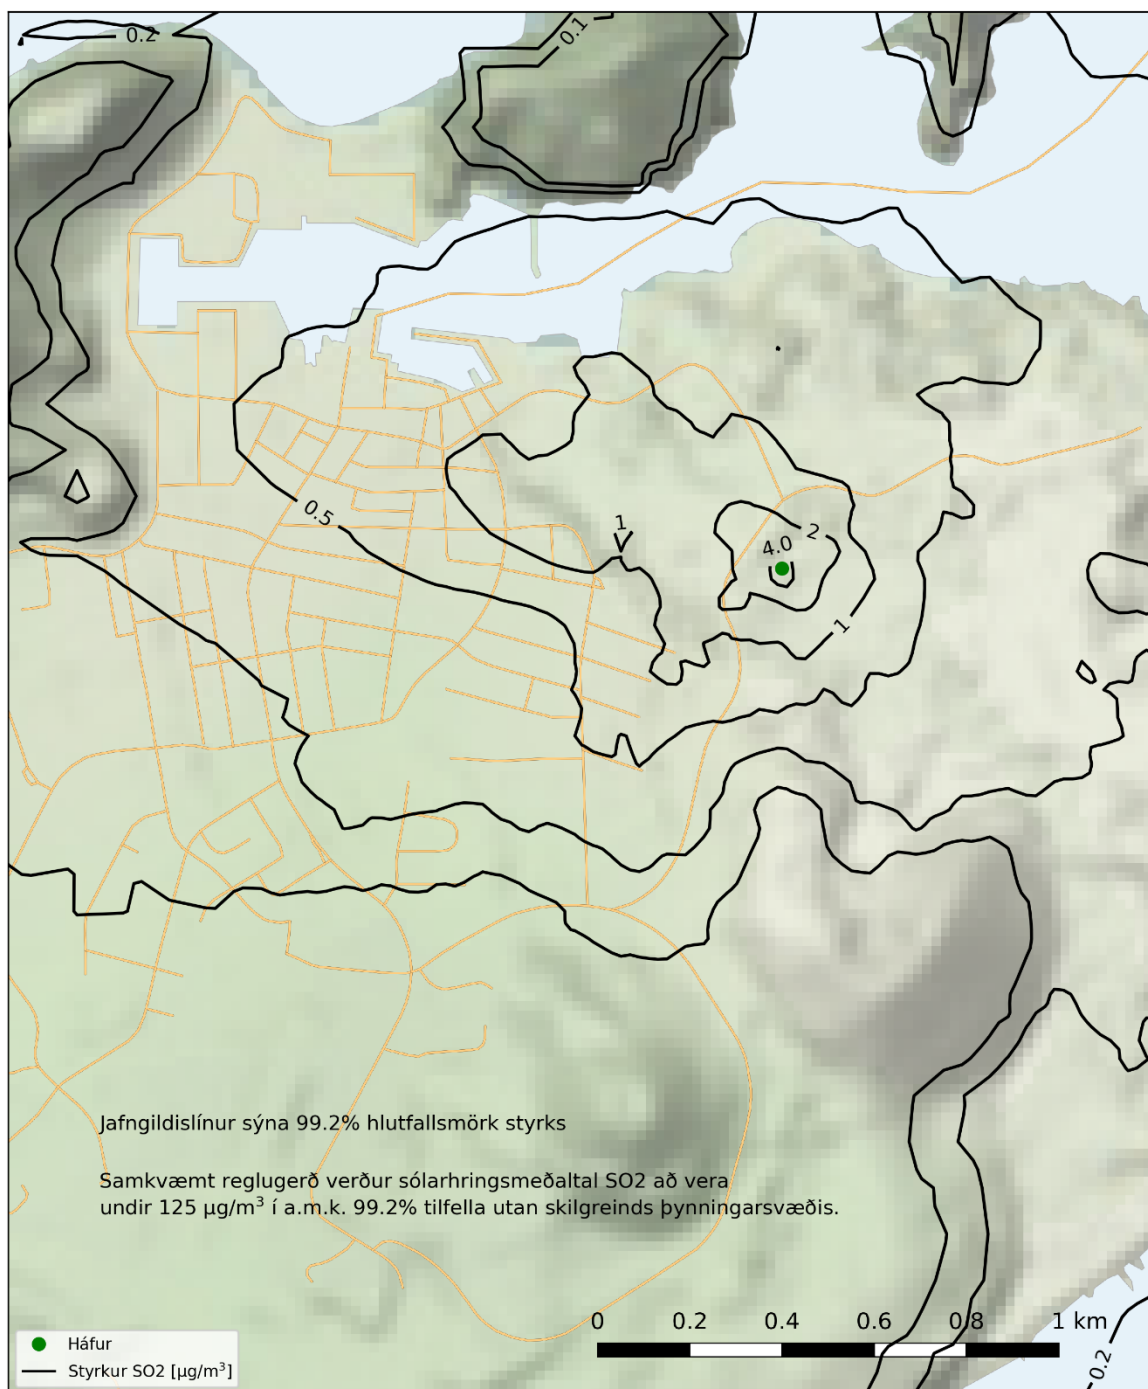 0.2
0.1
0.5
1
2
4.0
1
Jafngildislínur sýna 99.2% hlutfallsmörk styrks
Samkvæmt reglugerð verður sólarhringsmeðaltal SO2 að vera
undir 125 µg/m³ í a.m.k. 99.2% tilfella utan skilgreinds þynningarsvæðis.
0 0.2 0.4 0.6 0.8 1 km
Háfur
Styrkur SO2 [µg/m³]
0.2